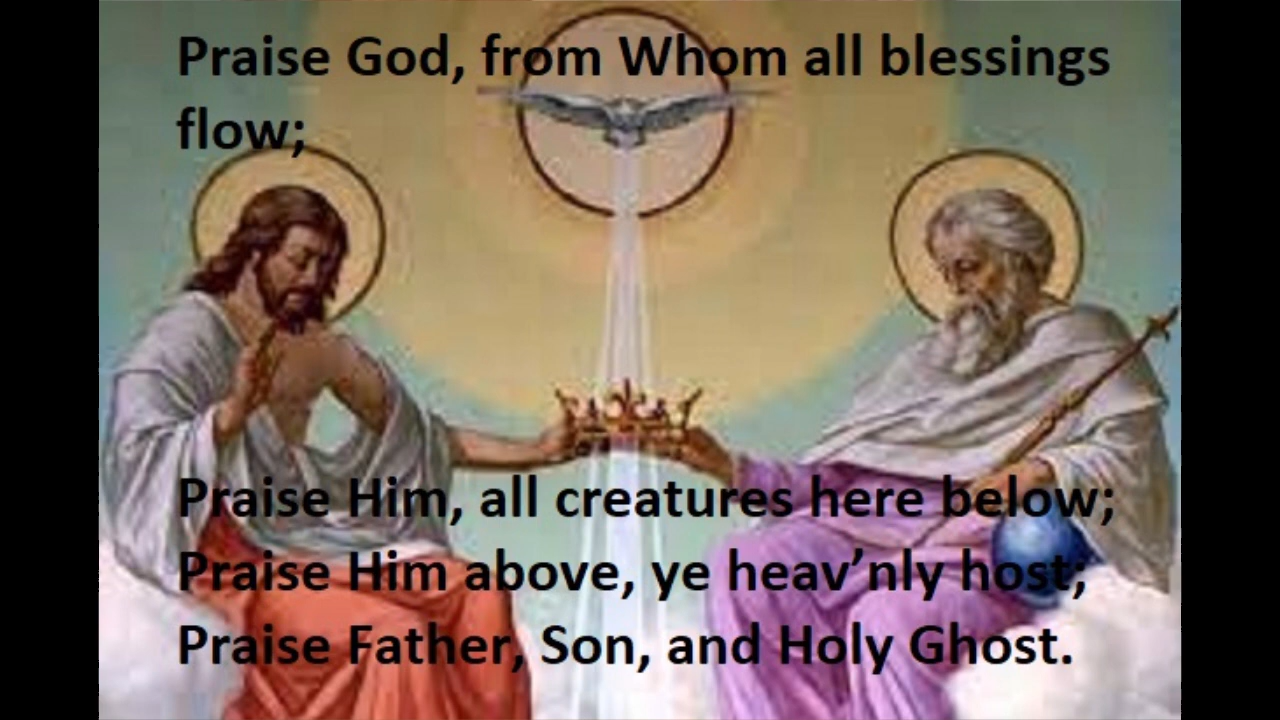 Praise God, from Whom all blessings
flow;
Praise Him, all creatures here below;
Praise Him above, ye heav’nly host;
Praise Father, Son, and Holy Ghost.